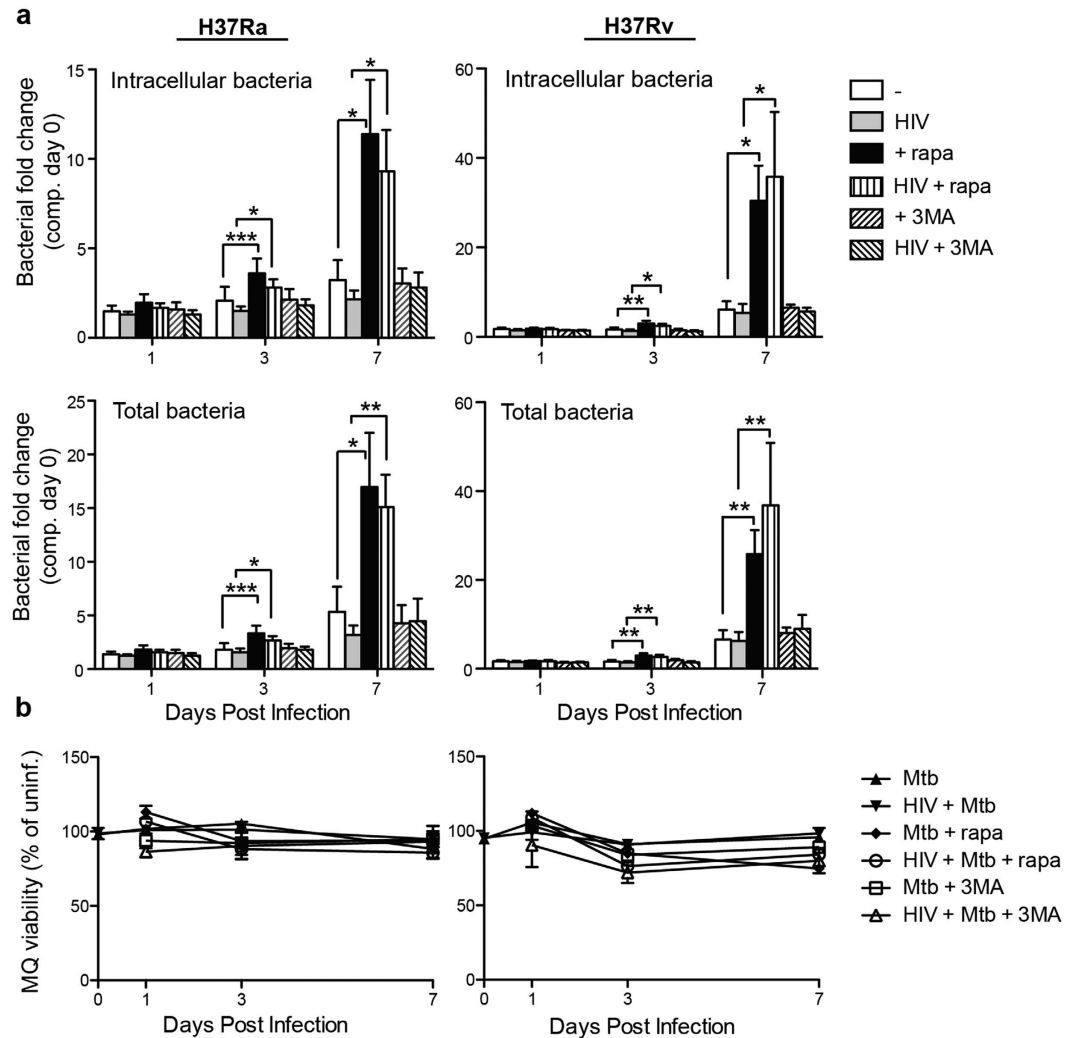 a
H37Ra
H37Rv
Intracellular bacteria
Bacterial fold change
(comp. day 0)
15
10
5
0
*
*
*
***
1
3
7
Intracellular bacteria
60
40
20
0
*
*
*
**
1
3
7
-
HIV
+ rapa
HIV + rapa
+ 3MA
HIV + 3MA
Total bacteria
Bacterial fold change
(comp. day 0)
25
20
15
10
5
0
**
*
*
***
1
3
7
Days Post Infection
Total bacteria
60
40
20
0
**
**
**
**
1
3
7
Days Post Infection
b
MQ viability (% of uninf.)
150
100
50
0
0
1
3
7
Days Post Infection
150
100
50
0
0
1
3
7
Days Post Infection
Mtb
HIV + Mtb
Mtb + rapa
HIV + Mtb + rapa
Mtb + 3MA
HIV + Mtb + 3MA